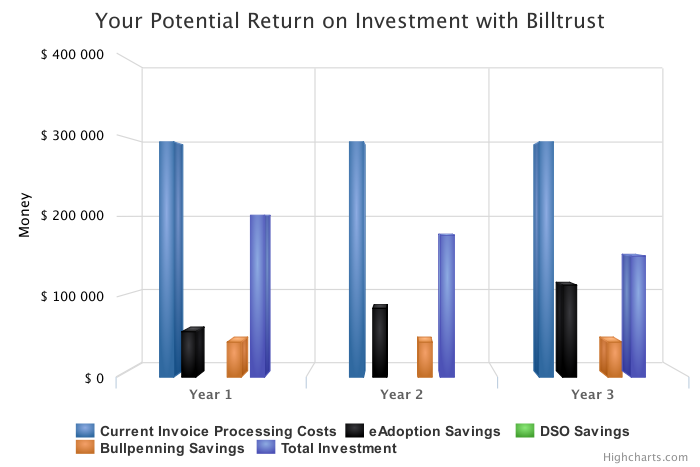 Your Potential Return on Investment with Billtrust
$ 400 000
$ 300 000
$ 200 000
$ 100 000
$ 0
Money
Year 1
Year 2
Year 3
Current Invoice Processing Costs
eAdoption Savings
DSO Savings
Bullpenning Savings
Total Investment
Highcharts.com